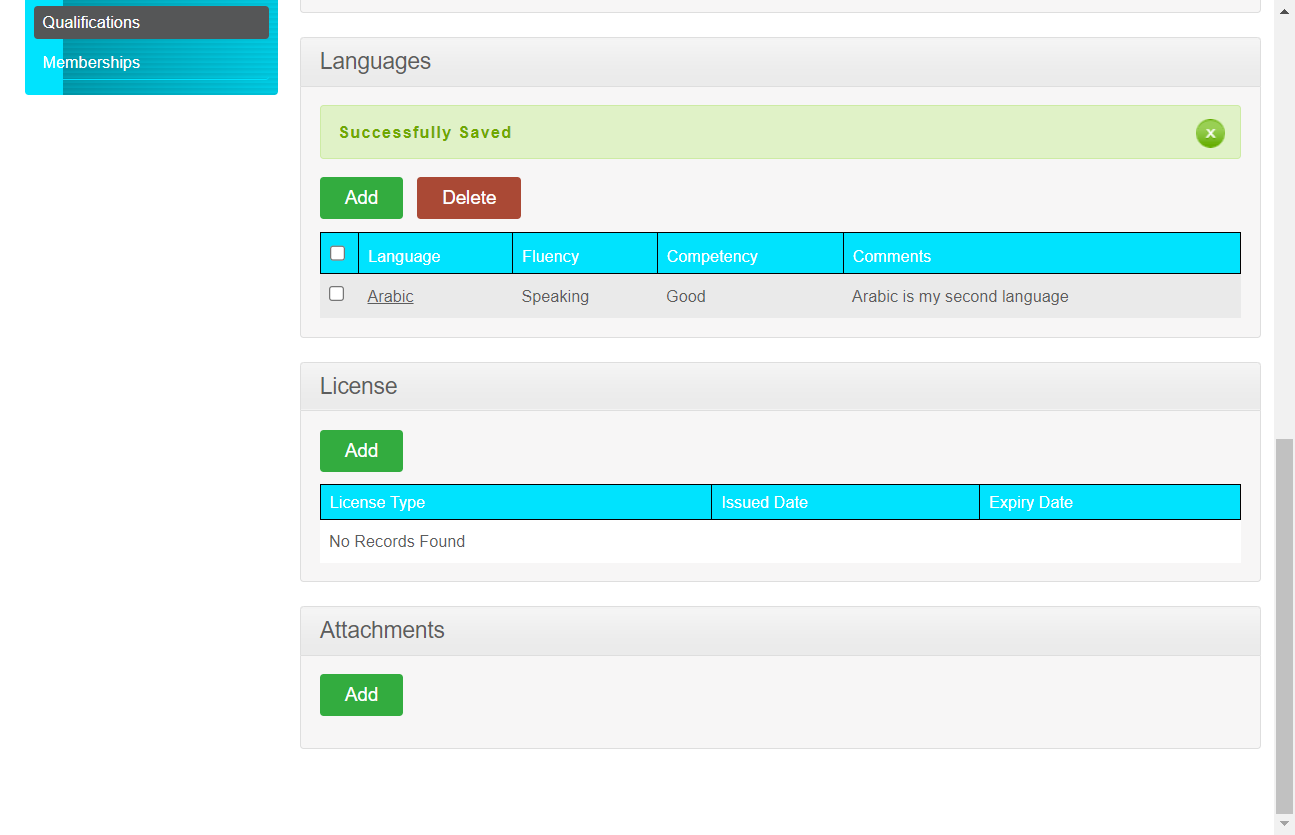 Qualifications
Memberships
Languages
Successfully Saved
x
Add Delete
Language Fluency Competency Comments
Arabic Speaking Good Arabic is my second language
License
Add
License Type Issued Date Expiry Date
No Records Found
Attachments
Add